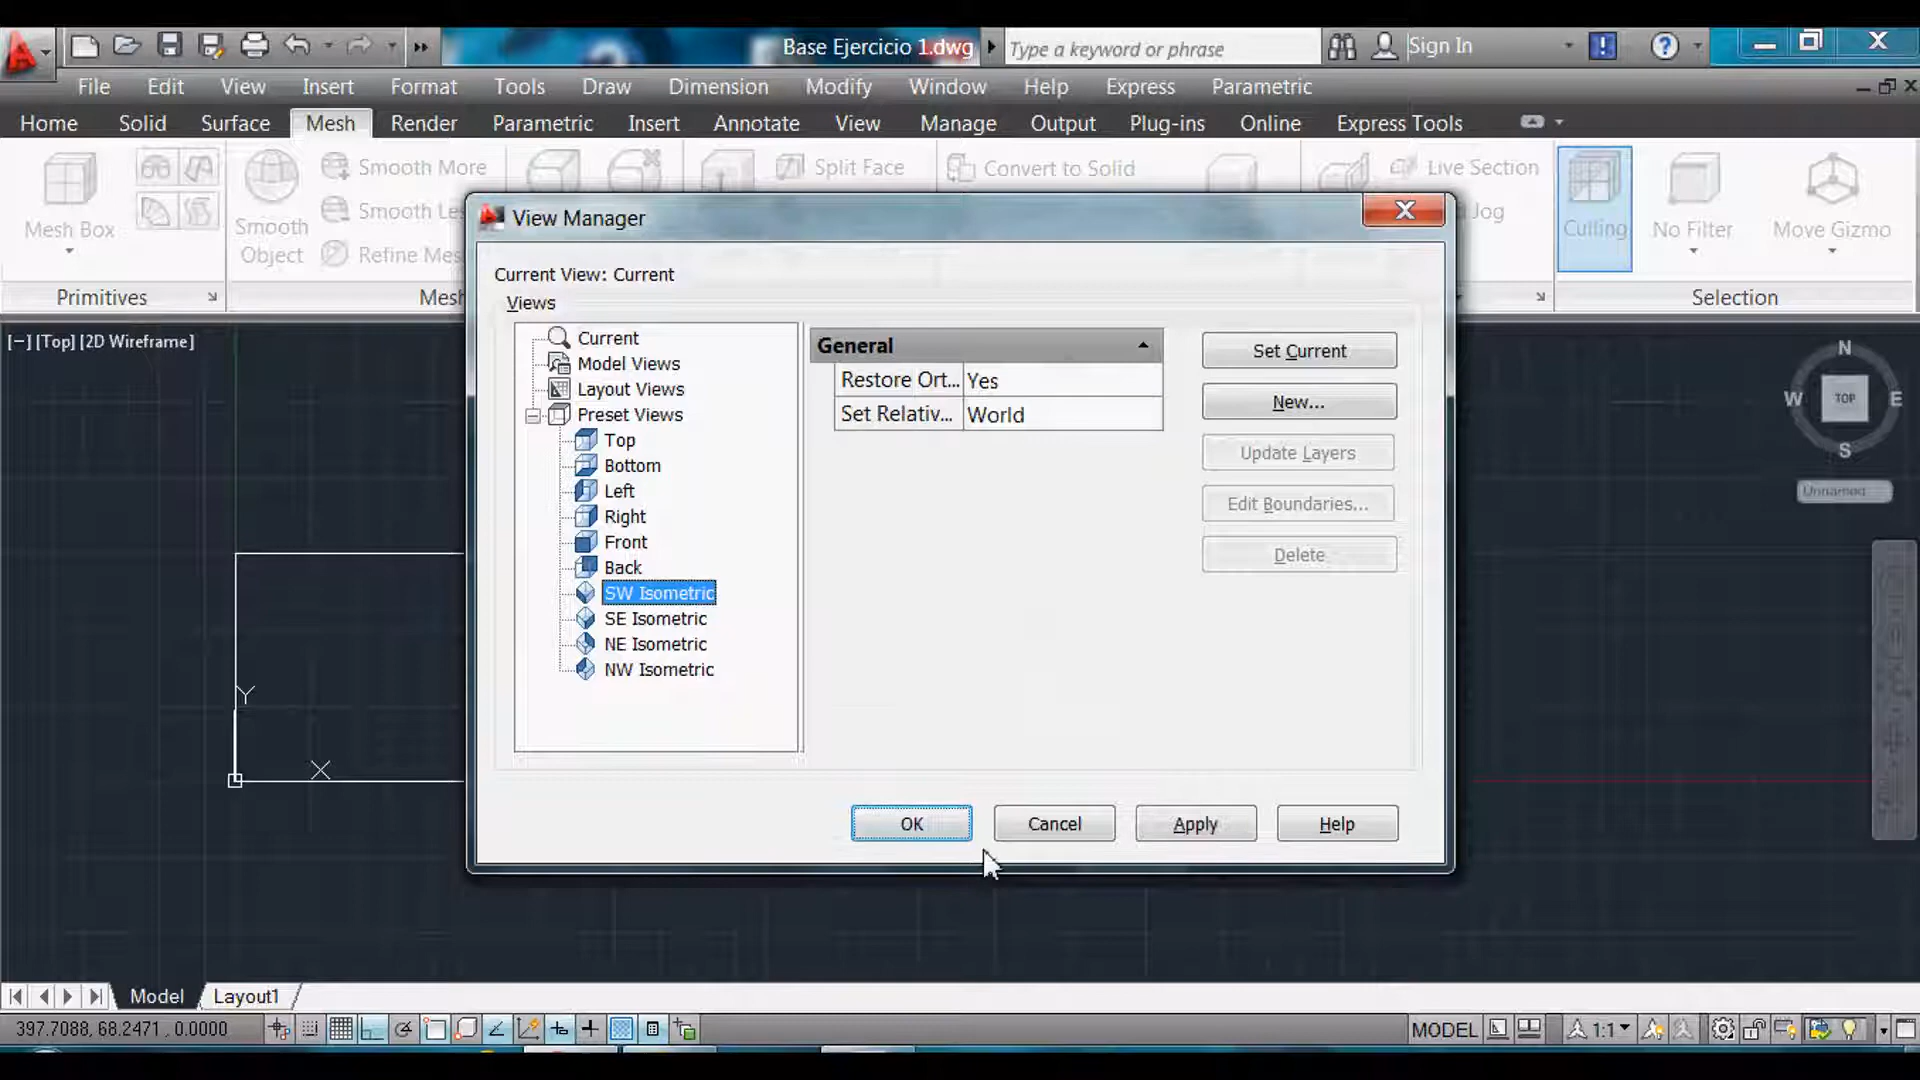 Base Ejercicio 1.dwg
Type a keyword or phrase
Sign In
File Edit View Insert Format Tools Draw Dimension Modify Window Help Express Parametric
Home Solid Surface Mesh Render Parametric Insert Annotate View Manage Output Plug-ins Online Express Tools
Mesh Box
Smooth Object
Smooth More
Smooth Les
Refine Mes
Split Face
Convert to Solid
Live Section
Jog
Culling
No Filter
Move Gizmo
Primitives
Mesh
Selection
View Manager
Current View: Current
Views
Current
Model Views
Layout Views
Preset Views
Top
Bottom
Left
Right
Front
Back
SW Isometric
SE Isometric
NE Isometric
NW Isometric
General
Restore Ort... Yes
Set Relativ... World
Set Current
New...
Update Layers
Edit Boundaries...
Delete
OK Cancel Apply Help
[−] [Top] [2D Wireframe]
N
W TOP E
S
Unnamed
Y
X
Model Layout1
397.7088, 68.2471 , 0.0000
MODEL
1:1